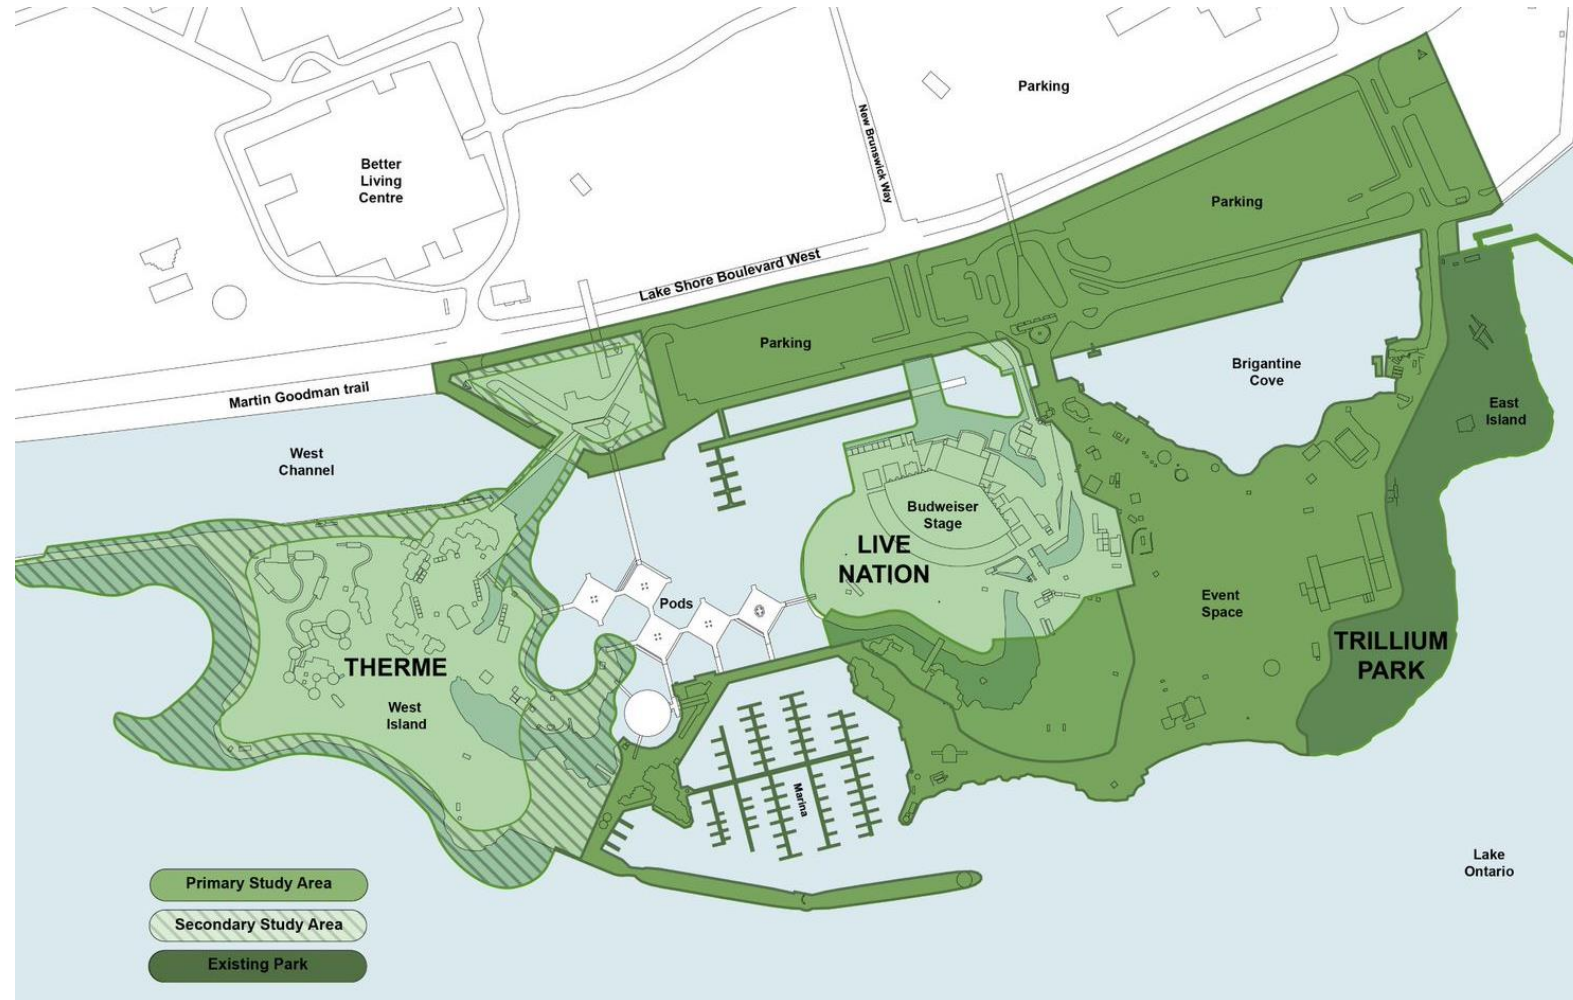 Parking
New Brunswick Way
Better
Living
Centre
Parking
Lake Shore Boulevard West
Parking
Martin Goodman trail
Brigantine
Cove
East
Island
West
Channel
Budweiser
Stage
LIVE
NATION
Pods
Event
Space
TRILLIUM
PARK
THERME
West
Island
Marina
Lake
Ontario
Primary Study Area
Secondary Study Area
Existing Park